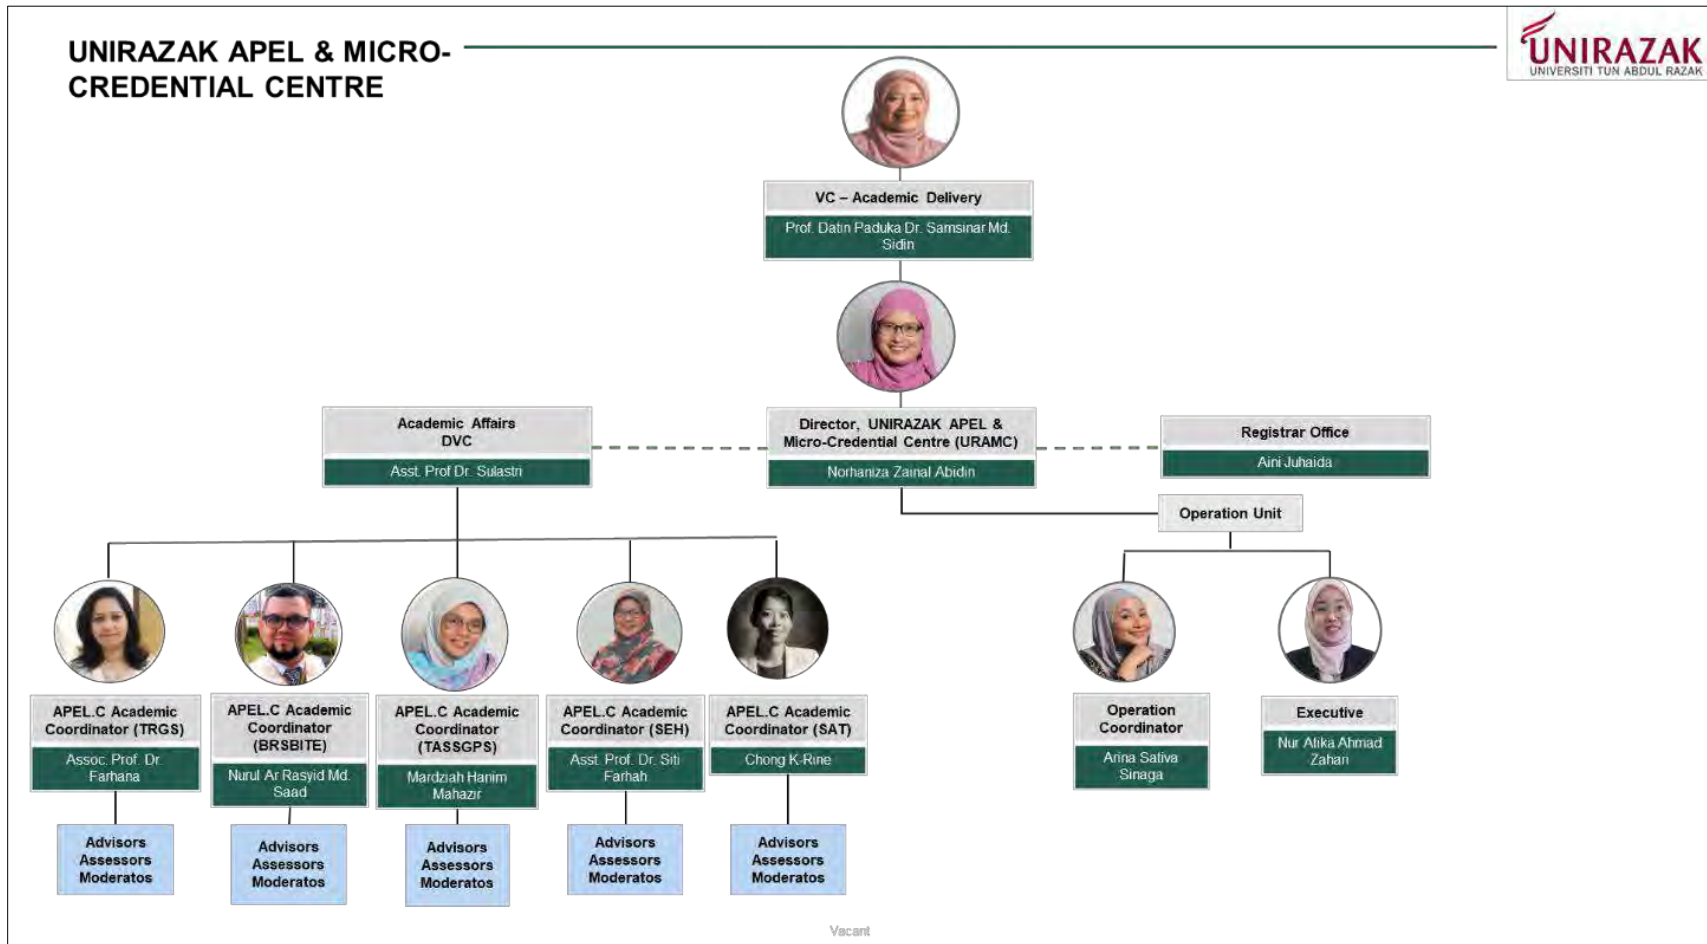 UNIRAZAK APEL & MICRO-
CREDENTIAL CENTRE
UNIRAZAK
UNIVERSITI TUN ABDUL RAZAK
VC – Academic Delivery
Prof. Datin Paduka Dr. Samsinar Md.
Sidin
Academic Affairs
DVC
Asst. Prof Dr. Sulastri
Director, UNIRAZAK APEL &
Micro-Credential Centre (URAMC)
Norhaniza Zainal Abidin
Registrar Office
Aini Juhaida
Operation Unit
APEL.C Academic
Coordinator (TRGS)
Assoc. Prof. Dr.
Farhana
APEL.C Academic
Coordinator
(BRSBITE)
Nurul Ar Rasyid Md.
Saad
APEL.C Academic
Coordinator
(TASSGPS)
Mardziah Hanim
Mahazir
APEL.C Academic
Coordinator (SEH)
Asst. Prof. Dr. Siti
Farhah
APEL.C Academic
Coordinator (SAT)
Chong K-Rine
Operation
Coordinator
Arina Sativa
Sinaga
Executive
Nur Atika Ahmad
Zahari
Advisors
Assessors
Moderatos
Advisors
Assessors
Moderatos
Advisors
Assessors
Moderatos
Advisors
Assessors
Moderatos
Advisors
Assessors
Moderatos
Vacant